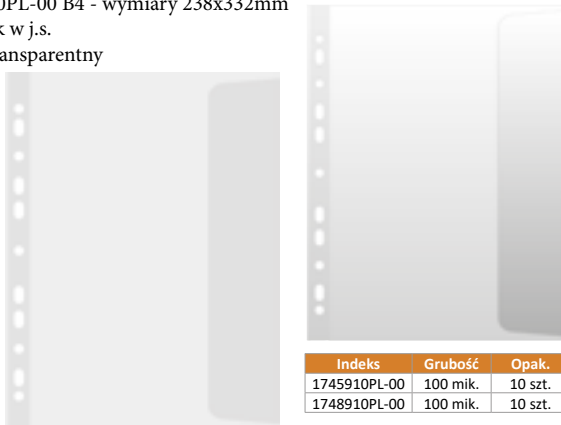 0PL-00 B4 - wymiary 238x332mm
w j.s.
Indeks Grubość Opak.
1745910PL-00 100 mik. 10 szt.
1748910PL-00 100 mik. 10 szt.